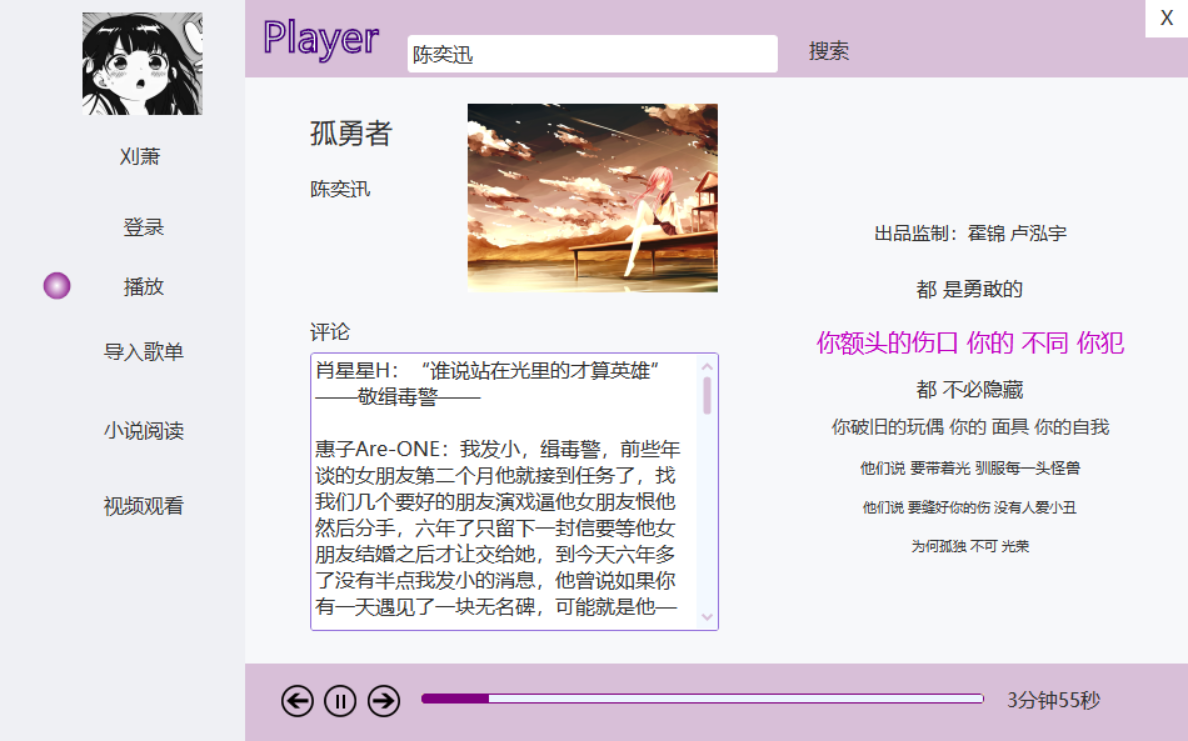 Player
陈奕迅
搜索
X
刈萧
登录
播放
导入歌单
小说阅读
视频观看
孤勇者
陈奕迅
评论
肖星星H：“谁说站在光里的才算英雄”
——敬缉毒警——
惠子Are-ONE：我发小，缉毒警，前些年
谈的女朋友第二个月他就接到任务了，找
我们几个要好的朋友演戏逼他女朋友恨他
然后分手，六年了只留下一封信要等他女
朋友结婚之后才让交给她，到今天六年多
了没有半点我发小的消息，他曾说如果你
有一天遇见了一块无名碑，可能就是他—
出品监制：霍锦 卢泓宇
都 是勇敢的
你额头的伤口 你的 不同 你犯
都 不必隐藏
你破旧的玩偶 你的 面具 你的自我
他们说 要带着光 驯服每一头怪兽
他们说 要缝好你的伤 没有人爱小丑
为何孤独 不可 光荣
3分钟55秒